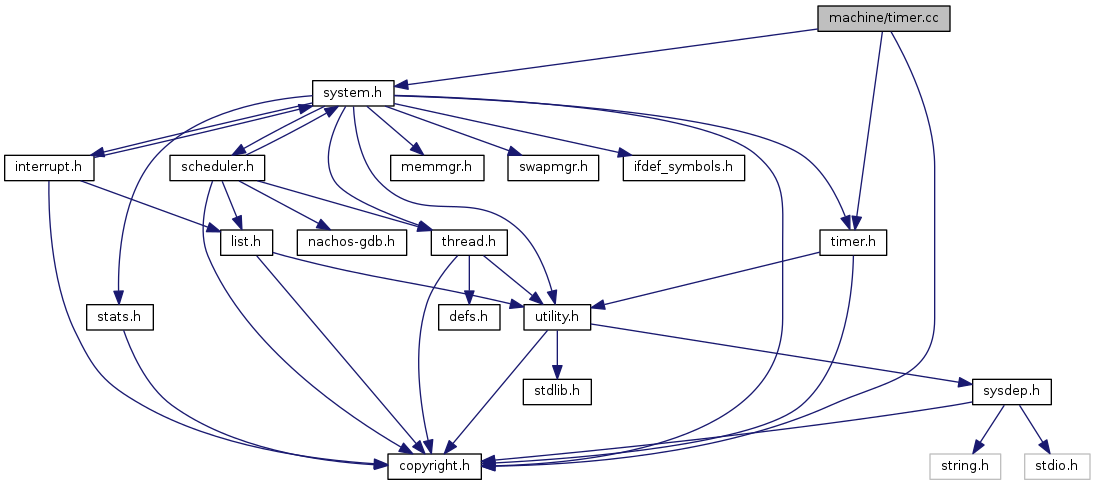 machine/timer.cc
system.h
interrupt.h
scheduler.h
memmgr.h
swapmgr.h
ifdef_symbols.h
list.h
nachos-gdb.h
thread.h
timer.h
stats.h
defs.h
utility.h
stdlib.h
sysdep.h
copyright.h
string.h
stdio.h